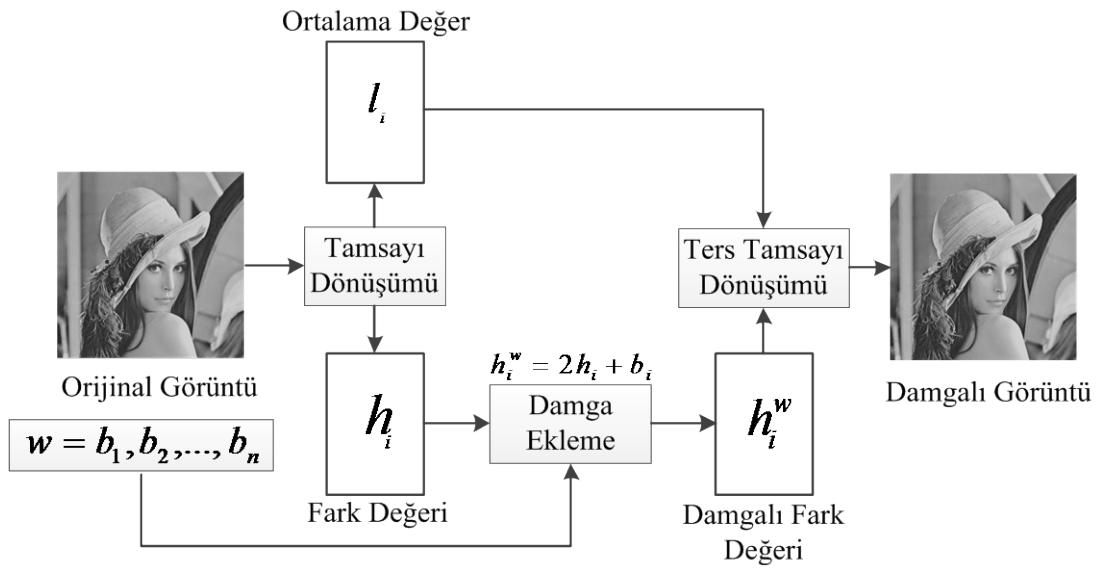 Ortalama Değer
l_i
Tamsayı
Dönüşümü
Ters Tamsayı
Dönüşümü
Orijinal Görüntü
Damgalı Görüntü
w = b_1, b_2, ..., b_n
h_i
Fark Değeri
h_i^w = 2h_i + b_i
Damga
Ekleme
h_i^w
Damgalı Fark
Değeri